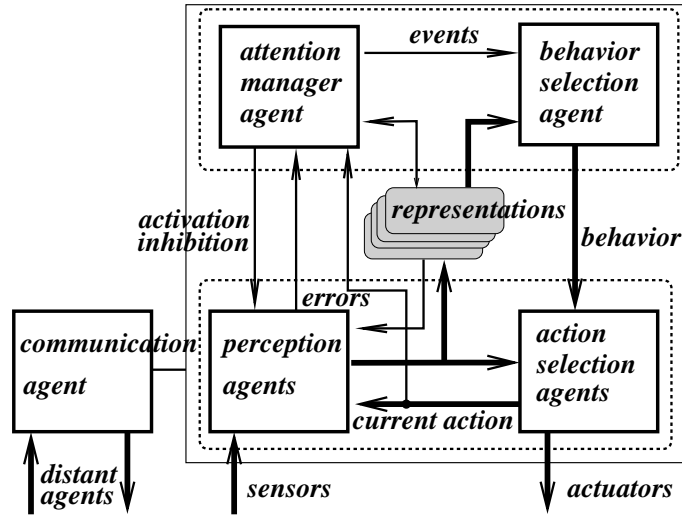 attention
manager
agent
events
behavior
selection
agent
representations
activation
inhibition
behavior
errors
communication
agent
perception
agents
action
selection
agents
current action
distant
agents
sensors
actuators